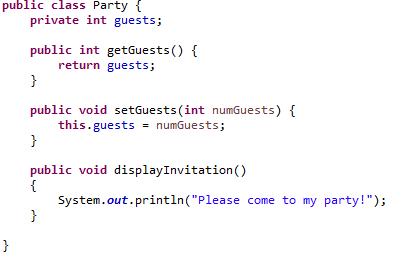 public class Party {
    private int guests;

    public int getGuests() {
        return guests;
    }

    public void setGuests(int numGuests) {
        this.guests = numGuests;
    }

    public void displayInvitation()
    {
        System.out.println("Please come to my party!");
    }

}